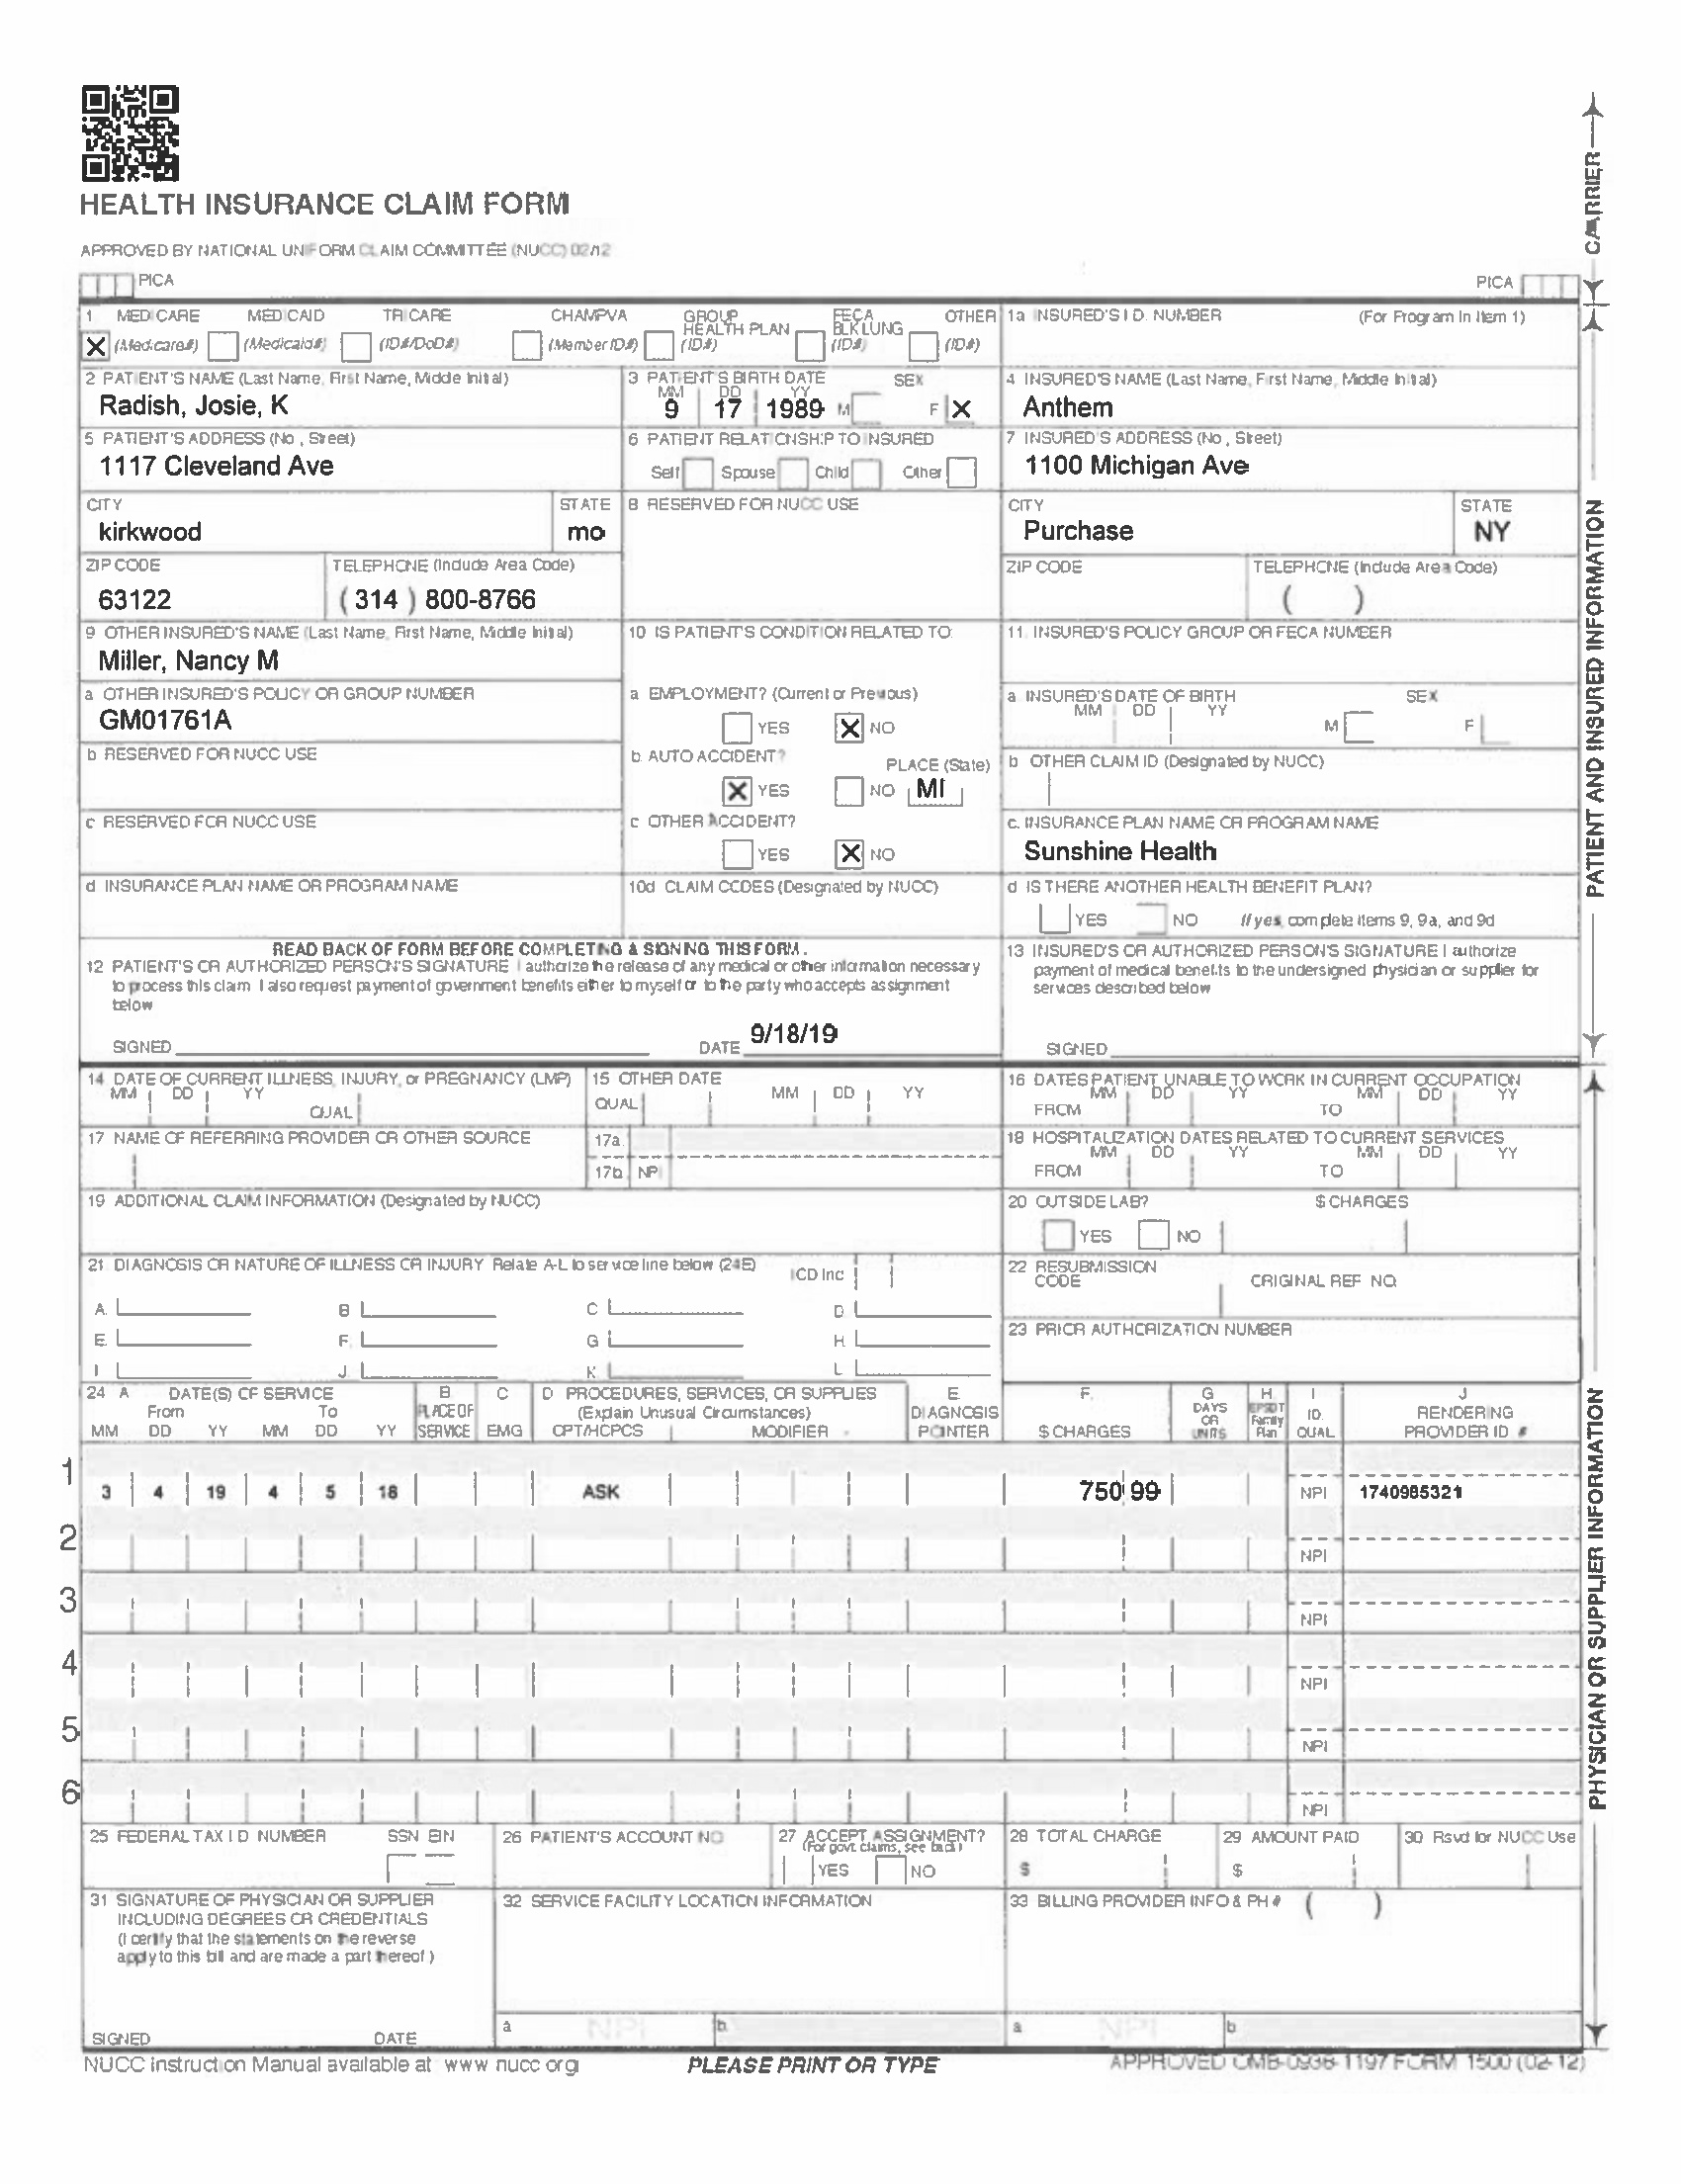 HEALTH INSURANCE CLAIM FORM
APPROVED BY NATIONAL UNIFORM CLAIM COMMITTEE (NUCC) 02/12
PICA
PICA
CARRIER
1 MEDICARE MEDICAID TRICARE CHAMPVA GROUP HEALTH PLAN FECA BLK LUNG OTHER
X (Medicare#) (Medicaid#) (ID#/DoD#) (Member ID#) (ID#) (ID#) (ID#)
1a INSURED'S I.D. NUMBER (For Program In Item 1)
2 PATIENT'S NAME (Last Name, First Name, Middle Initial)
Radish, Josie, K
3 PATIENT'S BIRTH DATE SEX
MM DD YY
9 17 1989 M F X
4 INSURED'S NAME (Last Name, First Name, Middle Initial)
Anthem
5 PATIENT'S ADDRESS (No., Street)
1117 Cleveland Ave
6 PATIENT RELATIONSHIP TO INSURED
Self Spouse Child Other
7 INSURED'S ADDRESS (No., Street)
1100 Michigan Ave
CITY STATE
kirkwood mo
8 RESERVED FOR NUCC USE
CITY STATE
Purchase NY
ZIP CODE TELEPHONE (Include Area Code)
63122 (314) 800-8766
ZIP CODE TELEPHONE (Include Area Code)
( )
9 OTHER INSURED'S NAME (Last Name, First Name, Middle Initial)
Miller, Nancy M
10 IS PATIENT'S CONDITION RELATED TO:
11. INSURED'S POLICY GROUP OR FECA NUMBER
a OTHER INSURED'S POLICY OR GROUP NUMBER
GM01761A
a EMPLOYMENT? (Current or Previous)
YES X NO
a INSURED'S DATE OF BIRTH SEX
MM DD YY M F
b RESERVED FOR NUCC USE
b. AUTO ACCIDENT? PLACE (State)
X YES NO MI
b OTHER CLAIM ID (Designated by NUCC)
c RESERVED FOR NUCC USE
c OTHER ACCIDENT?
YES X NO
c. INSURANCE PLAN NAME OR PROGRAM NAME
Sunshine Health
d INSURANCE PLAN NAME OR PROGRAM NAME
10d CLAIM CODES (Designated by NUCC)
d IS THERE ANOTHER HEALTH BENEFIT PLAN?
YES NO If yes, complete items 9, 9a, and 9d
READ BACK OF FORM BEFORE COMPLETING & SIGNING THIS FORM.
12 PATIENT'S OR AUTHORIZED PERSON'S SIGNATURE I authorize the release of any medical or other information necessary
to process this claim I also request payment of government benefits either to myself or to the party who accepts assignment
below
SIGNED DATE 9/18/19
13 INSURED'S OR AUTHORIZED PERSON'S SIGNATURE I authorize
payment of medical benefits to the undersigned physician or supplier for
services described below
SIGNED
PATIENT AND INSURED INFORMATION
14 DATE OF CURRENT ILLNESS, INJURY, or PREGNANCY (LMP)
MM DD YY QUAL
15 OTHER DATE
QUAL MM DD YY
16 DATES PATIENT UNABLE TO WORK IN CURRENT OCCUPATION
MM DD YY MM DD YY
FROM TO
17 NAME OF REFERRING PROVIDER OR OTHER SOURCE
17a
17b NPI
18 HOSPITALIZATION DATES RELATED TO CURRENT SERVICES
MM DD YY MM DD YY
FROM TO
19 ADDITIONAL CLAIM INFORMATION (Designated by NUCC)
20 OUTSIDE LAB? $ CHARGES
YES NO
21 DIAGNOSIS OR NATURE OF ILLNESS OR INJURY Relate A-L to service line below (24E) ICD Inc
A. B C D.
E. F. G H.
I J. K L
22 RESUBMISSION CODE ORIGINAL REF NO.
23 PRIOR AUTHORIZATION NUMBER
24 A DATE(S) OF SERVICE B C D PROCEDURES, SERVICES, OR SUPPLIES E F. G H I J
From To PLACE OF (Explain Unusual Circumstances) DIAGNOSIS DAYS OR UNITS EPSDT Family Plan ID. RENDERING
MM DD YY MM DD YY SERVICE EMG CPT/HCPCS MODIFIER POINTER $ CHARGES QUAL PROVIDER ID #
1
3 4 19 4 5 18 ASK 750 99 NPI 1740985321
2
NPI
3
NPI
4
NPI
5
NPI
6
NPI
25 FEDERAL TAX I D NUMBER SSN EIN
26 PATIENT'S ACCOUNT NO
27 ACCEPT ASSIGNMENT?
(For govt. claims, see back)
YES NO
28 TOTAL CHARGE
$
29 AMOUNT PAID
$
30 Rsvd for NUCC Use
31 SIGNATURE OF PHYSICIAN OR SUPPLIER
INCLUDING DEGREES OR CREDENTIALS
(I certify that the statements on the reverse
apply to this bill and are made a part thereof)
SIGNED DATE
32 SERVICE FACILITY LOCATION INFORMATION
a NPI b.
33 BILLING PROVIDER INFO & PH # ( )
a NPI b
PHYSICIAN OR SUPPLIER INFORMATION
NUCC Instruction Manual available at www nucc org
PLEASE PRINT OR TYPE
APPROVED OMB-0938-1197 FORM 1500 (02-12)